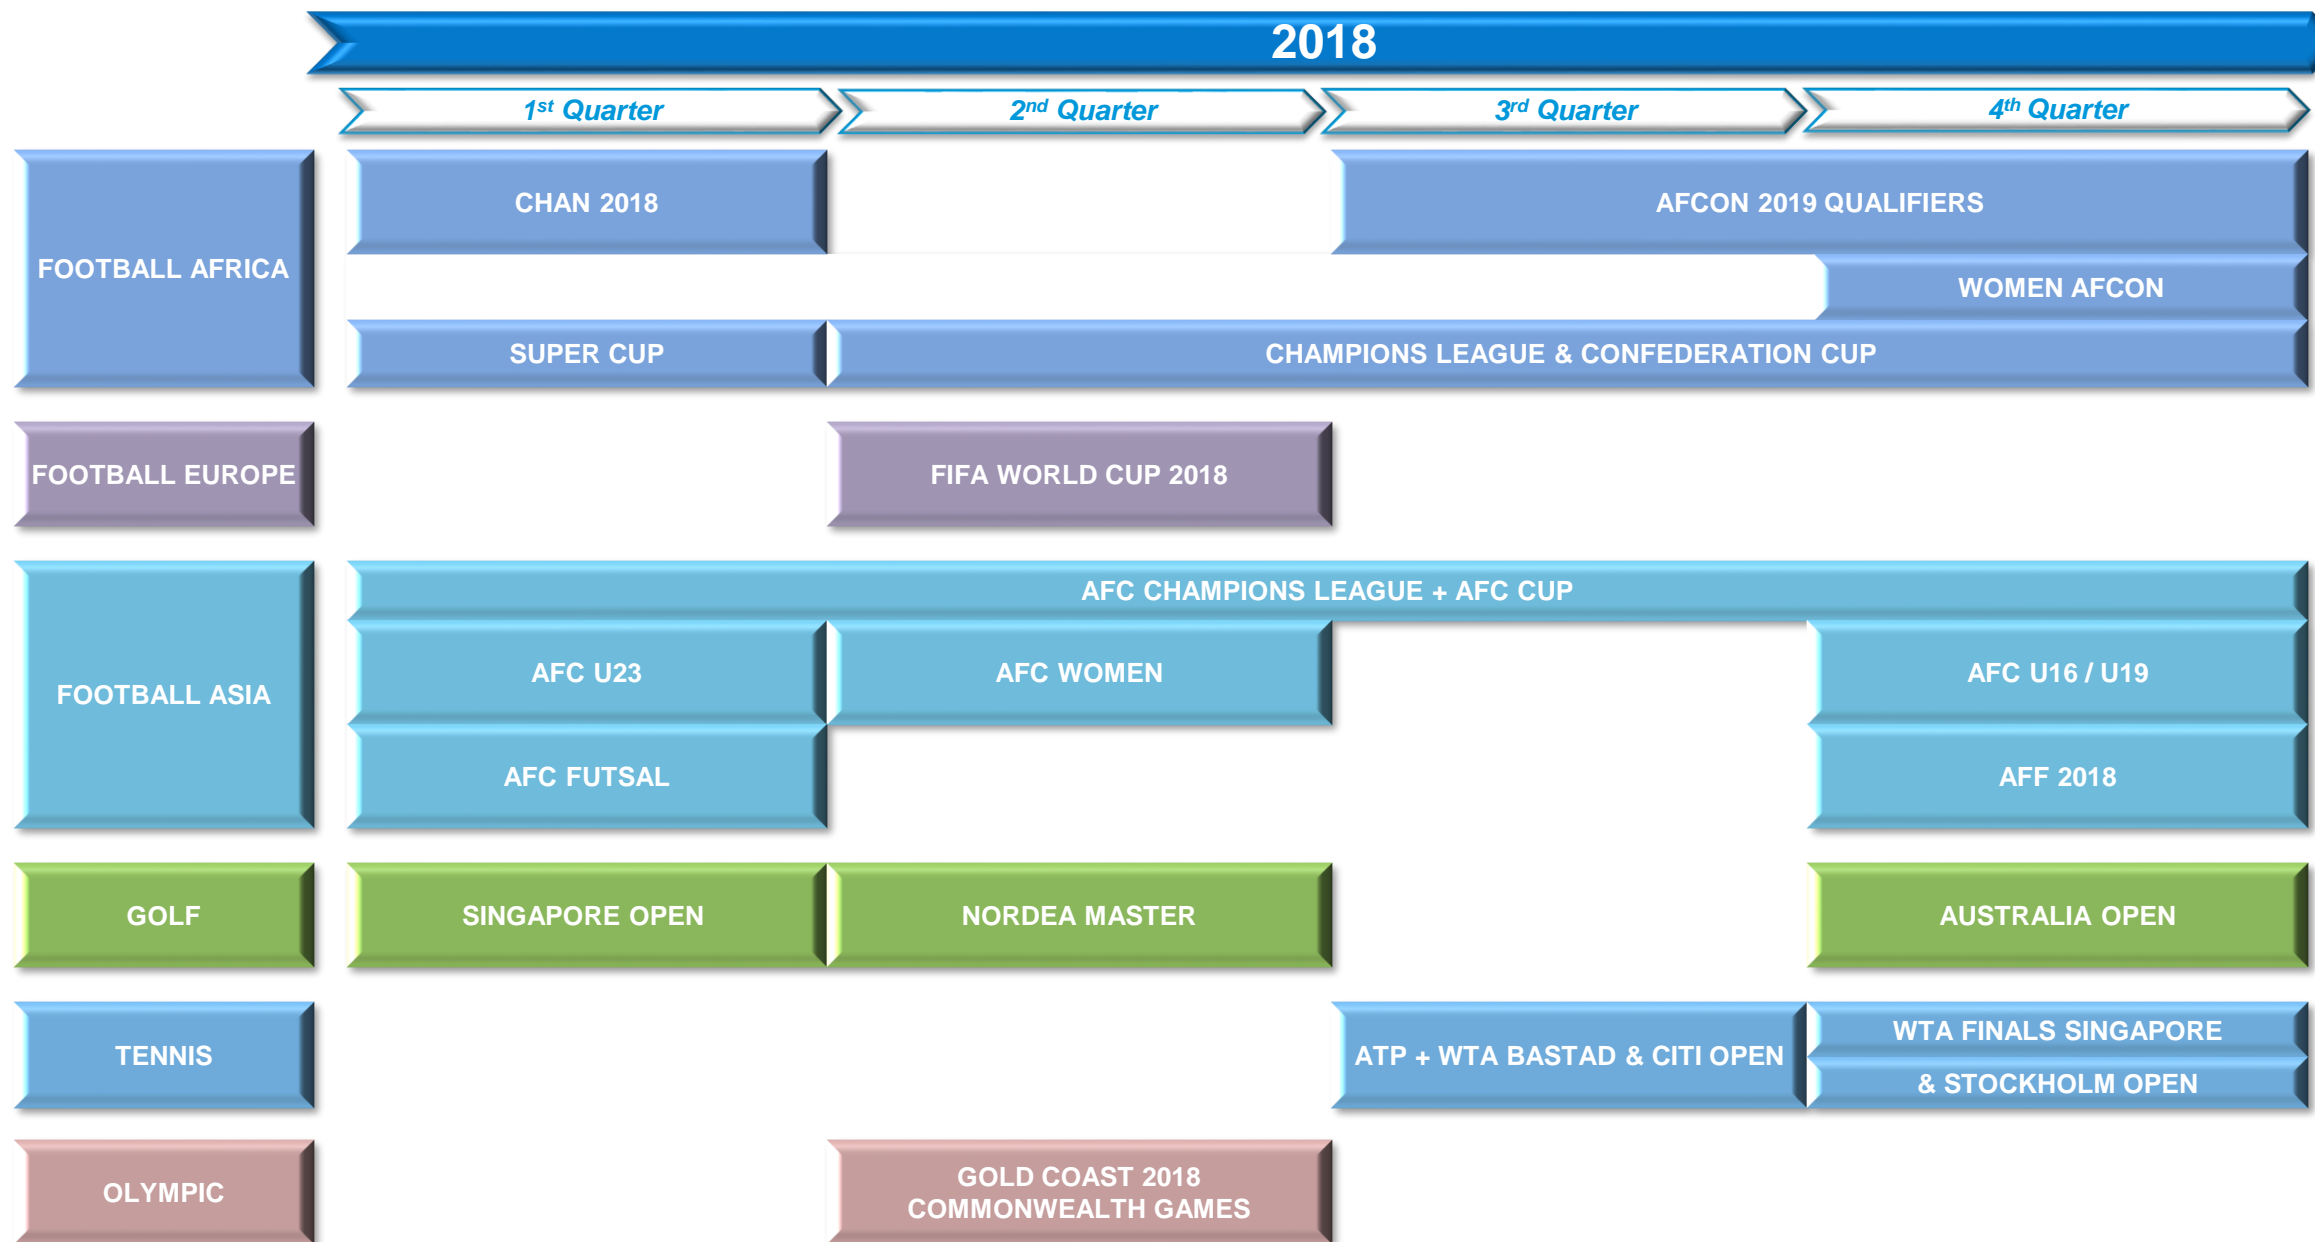 2018
1st Quarter
2nd Quarter
3rd Quarter
4th Quarter
FOOTBALL AFRICA
CHAN 2018
AFCON 2019 QUALIFIERS
WOMEN AFCON
SUPER CUP
CHAMPIONS LEAGUE & CONFEDERATION CUP
FOOTBALL EUROPE
FIFA WORLD CUP 2018
FOOTBALL ASIA
AFC CHAMPIONS LEAGUE + AFC CUP
AFC U23
AFC WOMEN
AFC U16 / U19
AFC FUTSAL
AFF 2018
GOLF
SINGAPORE OPEN
NORDEA MASTER
AUSTRALIA OPEN
TENNIS
ATP + WTA BASTAD & CITI OPEN
WTA FINALS SINGAPORE
& STOCKHOLM OPEN
OLYMPIC
GOLD COAST 2018
COMMONWEALTH GAMES